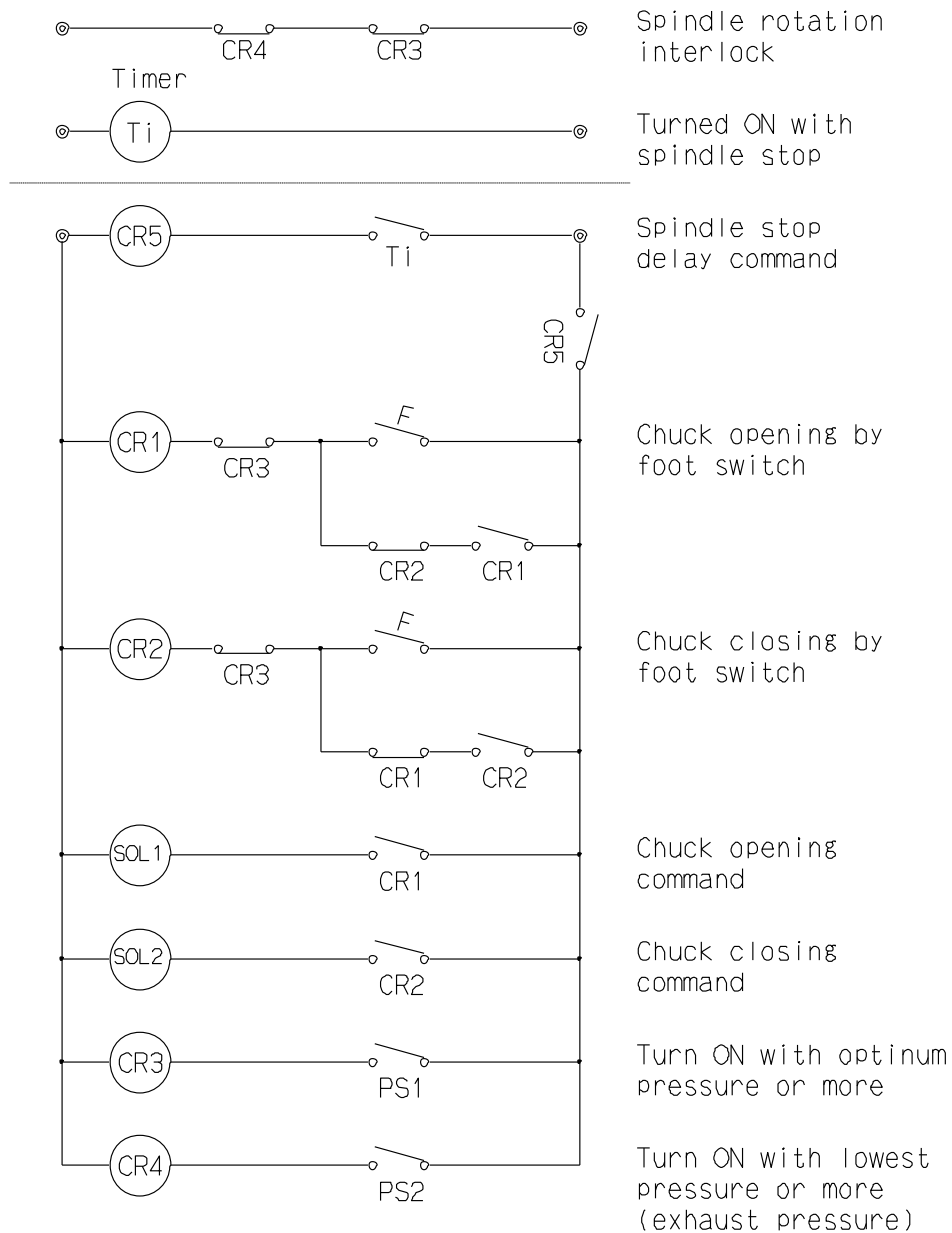 Spindle rotation
interlock
CR4 CR3
Timer
Ti
Turned ON with
spindle stop
CR5
Ti
Spindle stop
delay command
CR5
CR1
CR3
F
Chuck opening by
foot switch
CR2 CR1
CR2
CR3
F
Chuck closing by
foot switch
CR1 CR2
SOL1
CR1
Chuck opening
command
SOL2
CR2
Chuck closing
command
CR3
PS1
Turn ON with optinum
pressure or more
CR4
PS2
Turn ON with lowest
pressure or more
(exhaust pressure)